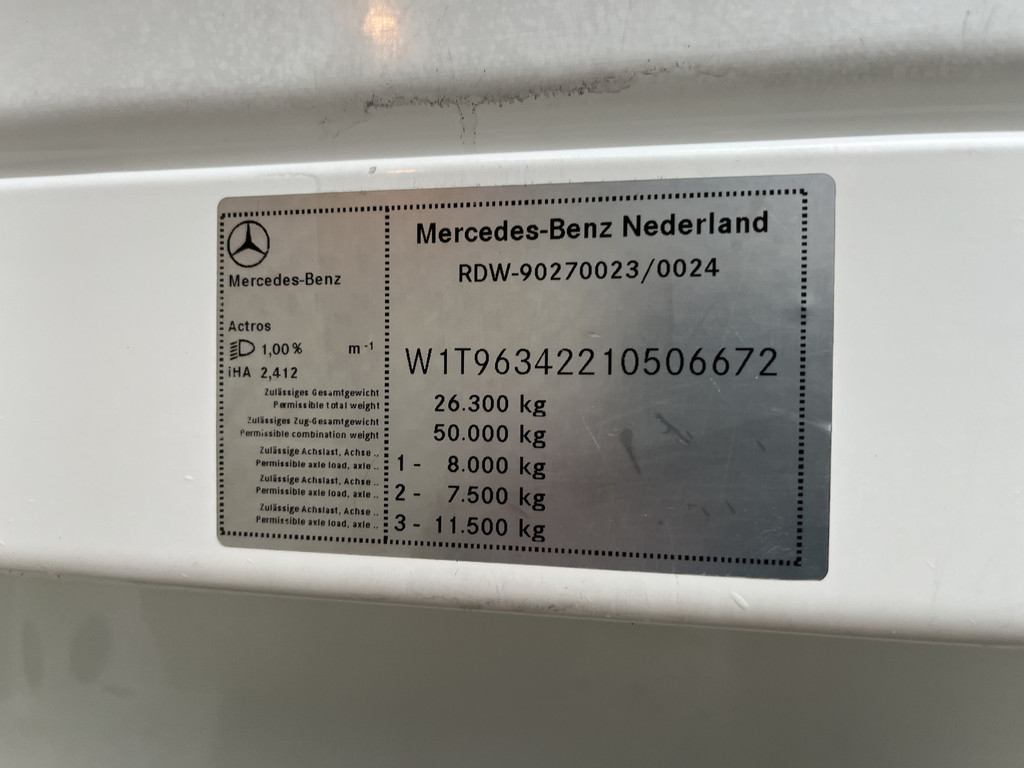 Mercedes-Benz
Mercedes-Benz Nederland
RDW-90270023/0024
Actros
1,00% m⁻¹
iHA 2,412
W1T96342210506672
Zulässiges Gesamtgewicht
Permissible total weight
26.300 kg
Zulässiges Zug-Gesamtgewicht
Permissible combination weight
50.000 kg
Zulässige Achslast, Achse ..
Permissible axle load, axle ..
1 - 8.000 kg
Zulässige Achslast, Achse ..
Permissible axle load, axle ..
2 - 7.500 kg
Zulässige Achslast, Achse ..
Permissible axle load, axle ..
3 - 11.500 kg